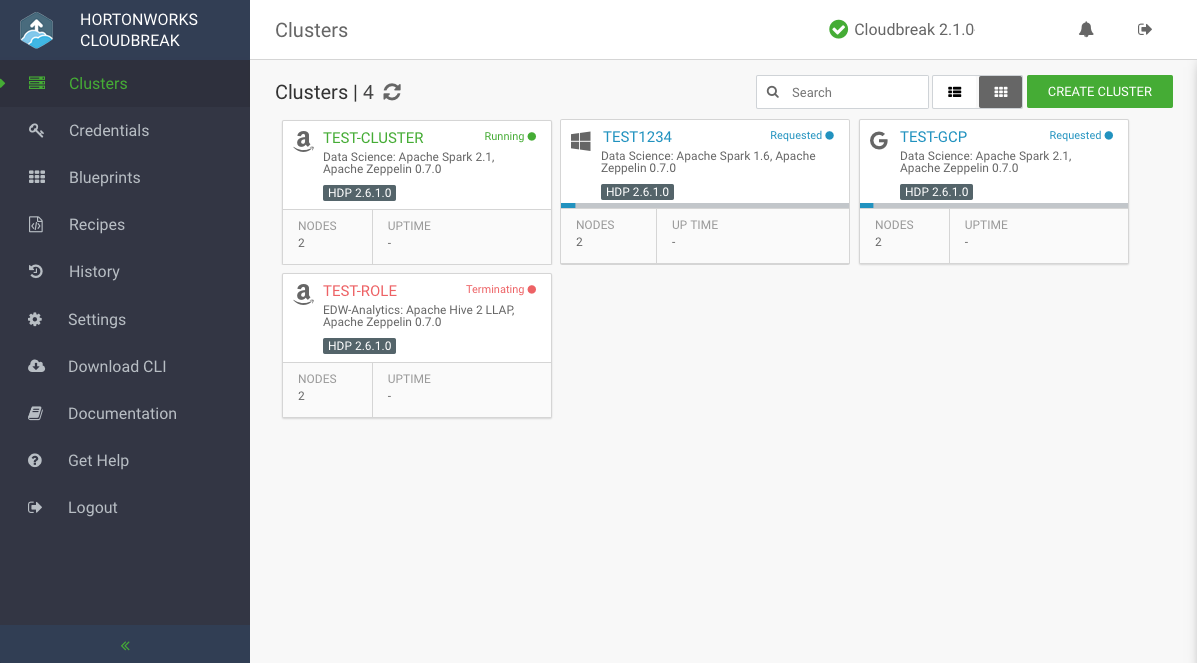 HORTONWORKS
CLOUDBREAK
Clusters
Credentials
Blueprints
Recipes
History
Settings
Download CLI
Documentation
Get Help
Logout
Clusters
Cloudbreak 2.1.0
Clusters | 4
Search
CREATE CLUSTER
TEST-CLUSTER
Running
Data Science: Apache Spark 2.1,
Apache Zeppelin 0.7.0
HDP 2.6.1.0
NODES
2
UPTIME
-
TEST1234
Requested
Data Science: Apache Spark 1.6, Apache
Zeppelin 0.7.0
HDP 2.6.1.0
NODES
2
UP TIME
-
TEST-GCP
Requested
Data Science: Apache Spark 2.1,
Apache Zeppelin 0.7.0
HDP 2.6.1.0
NODES
2
UPTIME
-
TEST-ROLE
Terminating
EDW-Analytics: Apache Hive 2 LLAP,
Apache Zeppelin 0.7.0
HDP 2.6.1.0
NODES
2
UPTIME
-